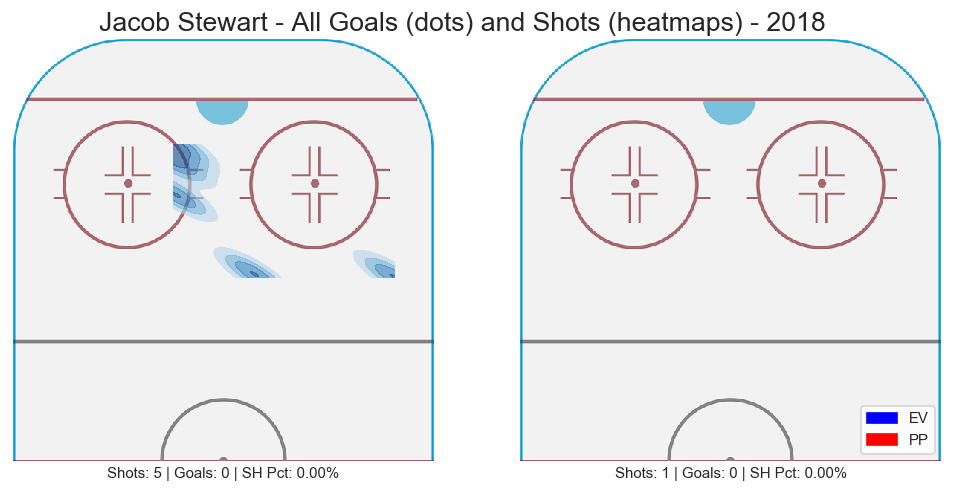 Jacob Stewart - All Goals (dots) and Shots (heatmaps) - 2018
EV
PP
Shots: 5 | Goals: 0 | SH Pct: 0.00%
Shots: 1 | Goals: 0 | SH Pct: 0.00%